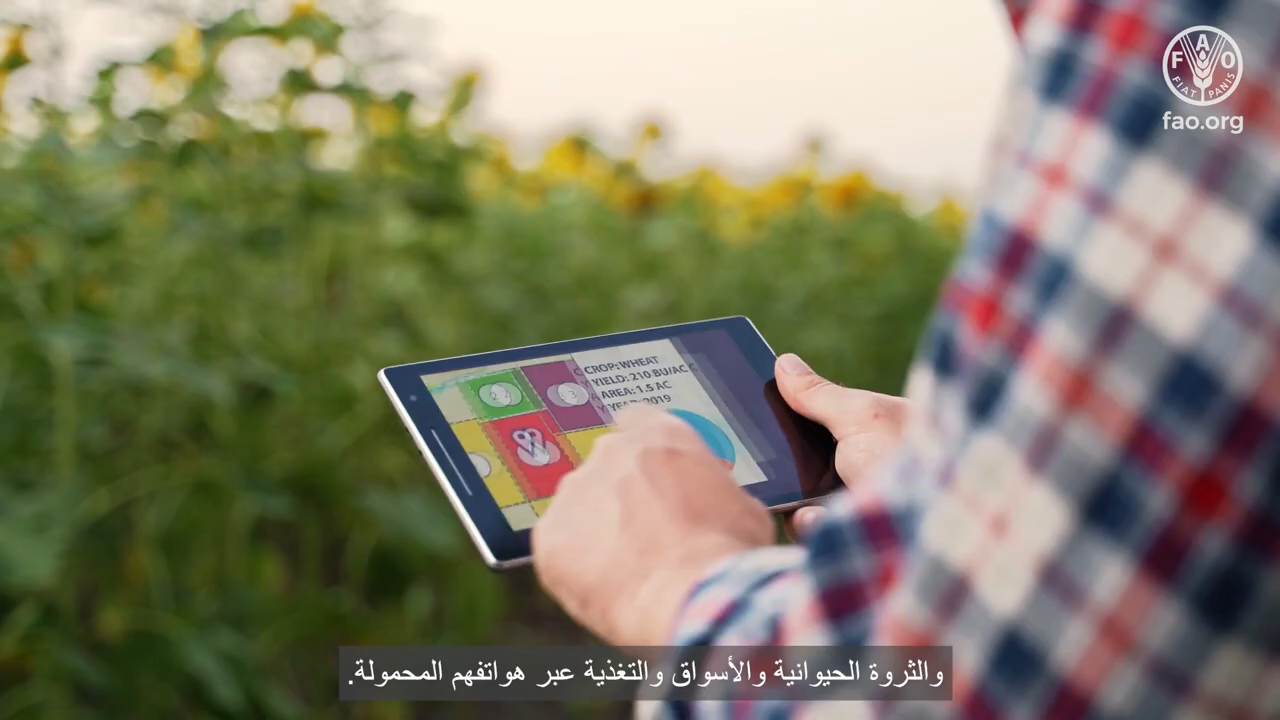 FAO
FIAT PANIS
fao.org
CROP: WHEAT
YIELD: 210 BU/AC
AREA: 1.5 AC
2019
والثروة الحيوانية والأسواق والتغذية عبر هواتفهم المحمولة.